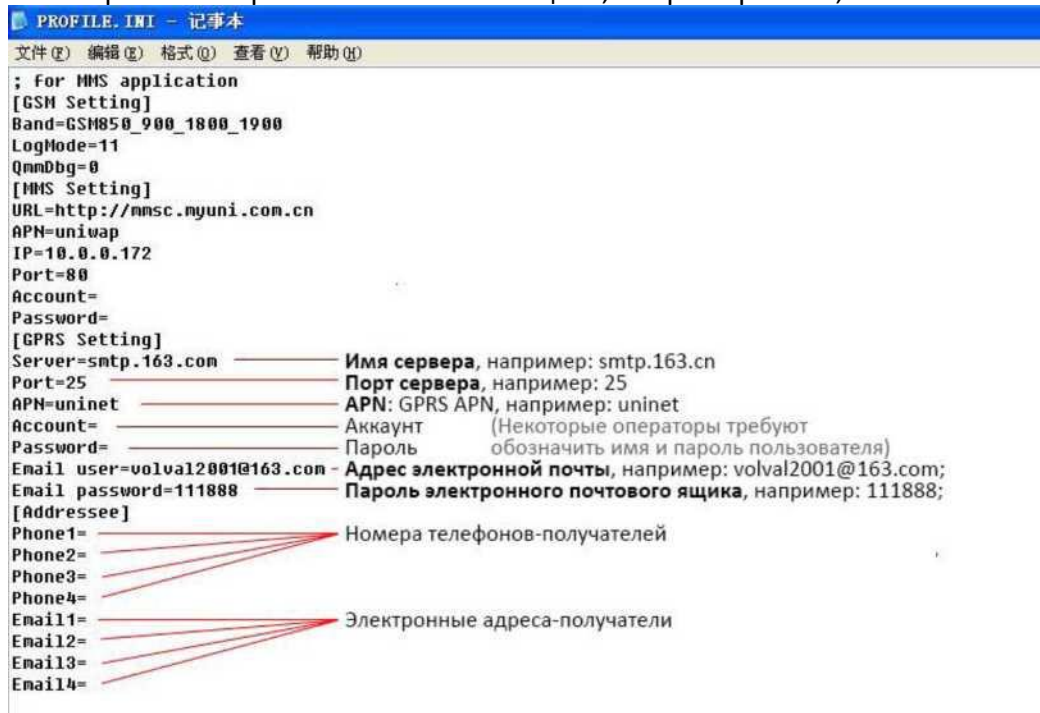 PROFILE.INI - 记事本
文件(F) 编辑(E) 格式(O) 查看(V) 帮助(H)
; For MMS application
[GSM Setting]
Band=GSM850_900_1800_1900
LogMode=11
QmmDbg=0
[MMS Setting]
URL=http://mmsc.myuni.com.cn
APN=uniwap
IP=10.0.0.172
Port=80
Account=
Password=
[GPRS Setting]
Server=smtp.163.com Имя сервера, например: smtp.163.cn
Port=25 Порт сервера, например: 25
APN=uninet APN: GPRS APN, например: uninet
Account= Аккаунт (Некоторые операторы требуют
Password= Пароль обозначить имя и пароль пользователя)
Email user=volval2001@163.com Адрес электронной почты, например: volval2001@163.com;
Email password=111888 Пароль электронного почтового ящика, например: 111888;
[Addressee]
Phone1= Номера телефонов-получателей
Phone2=
Phone3=
Phone4=
Email1= Электронные адреса-получатели
Email2=
Email3=
Email4=